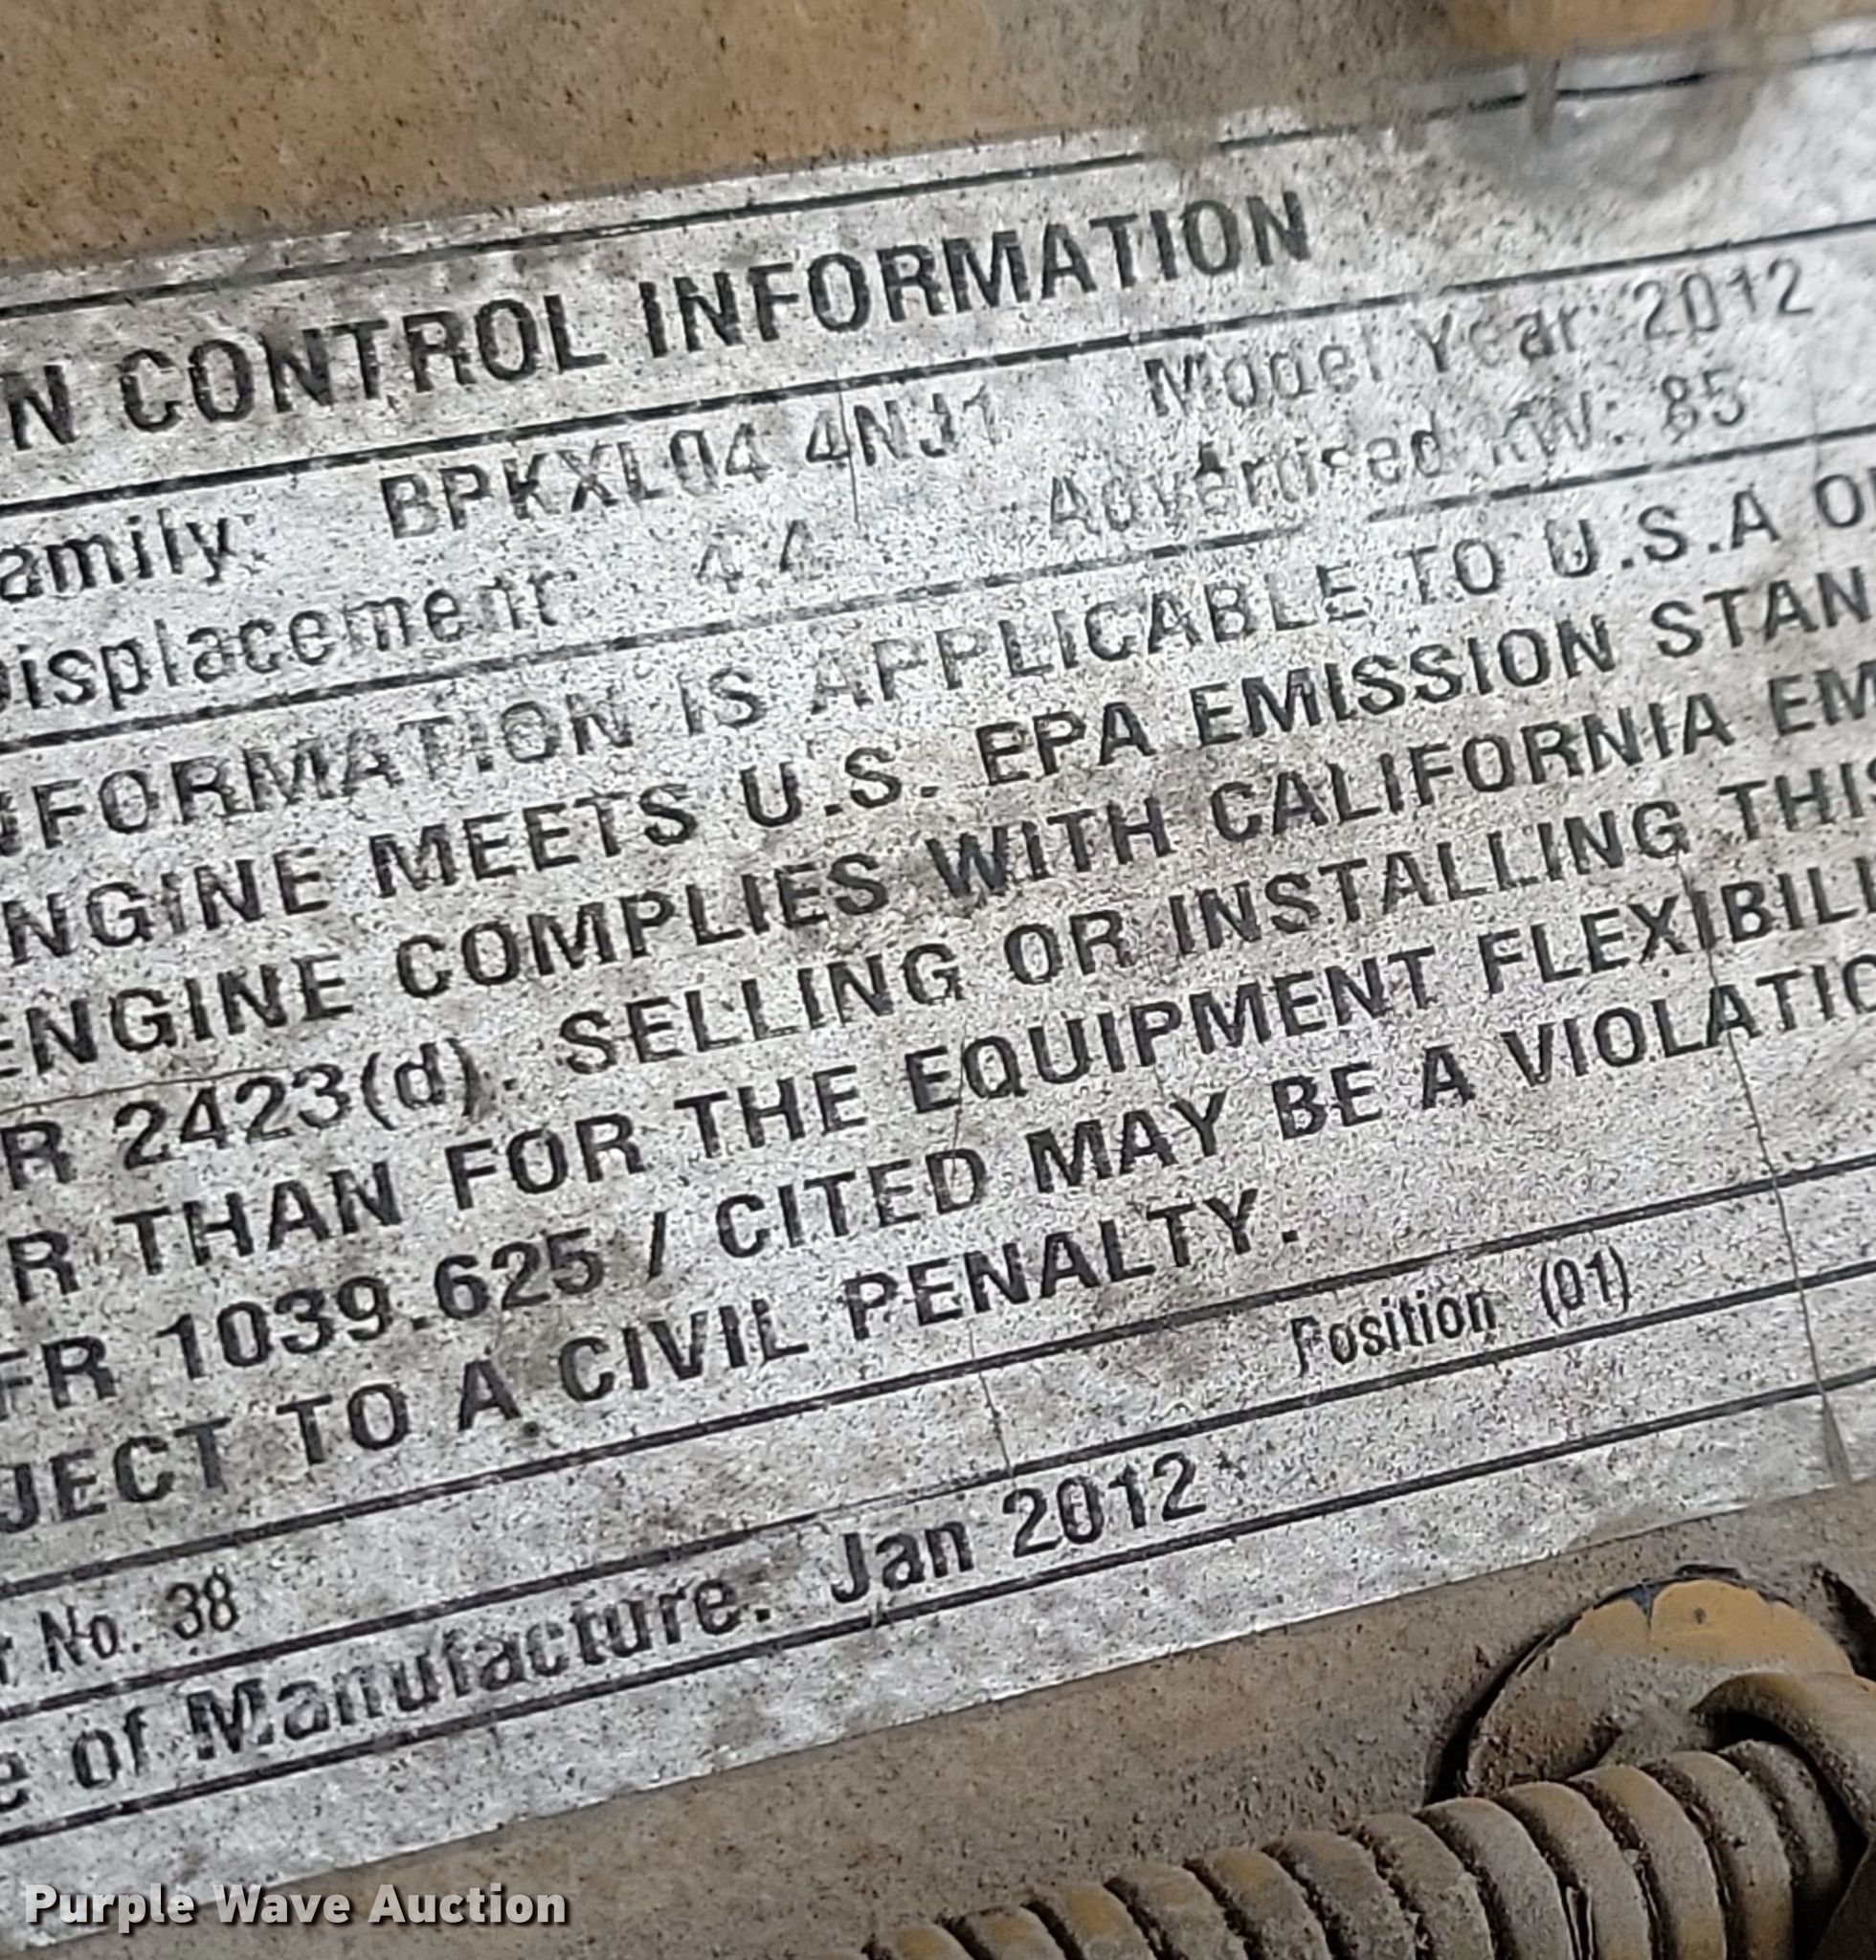 N CONTROL INFORMATION
amily: BPKXL04.4NJ1 Model Year 2012
isplacement 4.4 Advertised KW: 85
NFORMATION IS APPLICABLE TO U.S.A O
NGINE MEETS U.S. EPA EMISSION STAN
ENGINE COMPLIES WITH CALIFORNIA EM
R 2423(d). SELLING OR INSTALLING THIS
R THAN FOR THE EQUIPMENT FLEXIBILI
FR 1039.625 / CITED MAY BE A VIOLATIO
JECT TO A CIVIL PENALTY.
r No. 38 Position (01)
e of Manufacture. Jan 2012
Purple Wave Auction